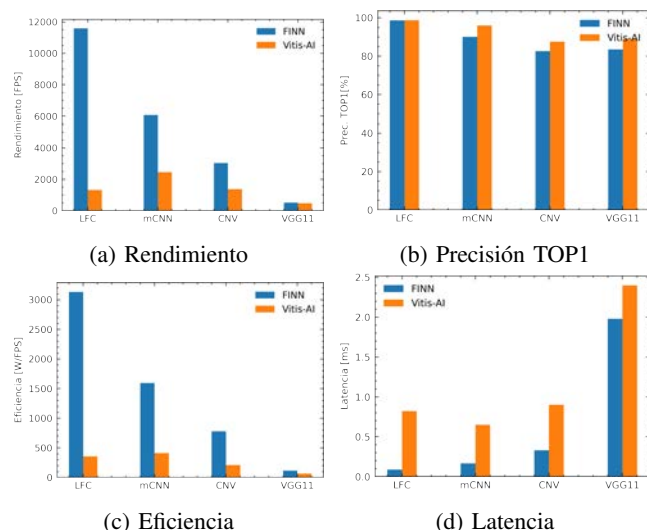 12000
10000
8000
6000
4000
2000
0
Rendimiento [FPS]
FINN
Vitis-AI
LFC mCNN CNV VGG11
(a) Rendimiento
100
80
60
40
20
0
Prec. TOP1[%]
FINN
Vitis-AI
LFC mCNN CNV VGG11
(b) Precisión TOP1
3000
2500
2000
1500
1000
500
0
Eficiencia [W/FPS]
FINN
Vitis-AI
LFC mCNN CNV VGG11
(c) Eficiencia
2.5
2.0
1.5
1.0
0.5
0.0
Latencia [ms]
FINN
Vitis-AI
LFC mCNN CNV VGG11
(d) Latencia